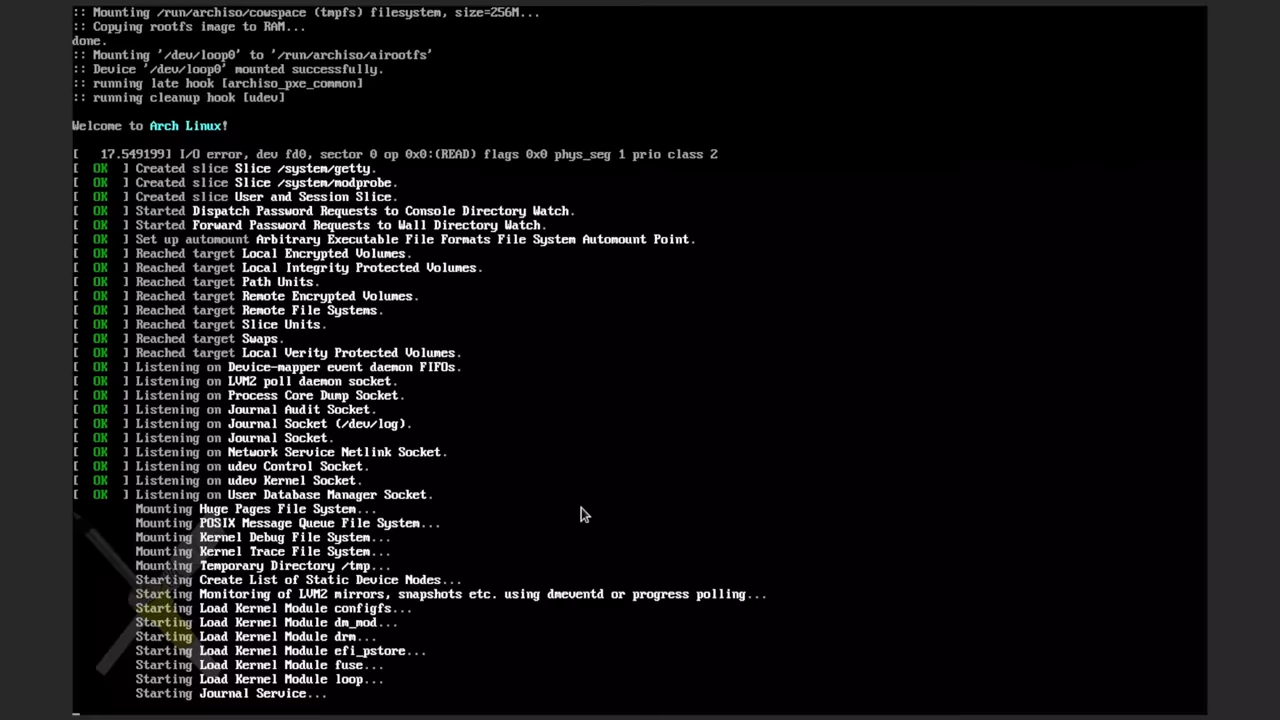 :: Mounting /run/archiso/cowspace (tmpfs) filesystem, size=256M...
:: Copying rootfs image to RAM...
done.
:: Mounting '/dev/loop0' to '/run/archiso/airootfs'
:: Device '/dev/loop0' mounted successfully.
:: running late hook [archiso_pxe_common]
:: running cleanup hook [udev]
Welcome to Arch Linux!
[   17.549199] I/O error, dev fd0, sector 0 op 0x0:(READ) flags 0x0 phys_seg 1 prio class 2
[  OK  ] Created slice Slice /system/getty.
[  OK  ] Created slice Slice /system/modprobe.
[  OK  ] Created slice User and Session Slice.
[  OK  ] Started Dispatch Password Requests to Console Directory Watch.
[  OK  ] Started Forward Password Requests to Wall Directory Watch.
[  OK  ] Set up automount Arbitrary Executable File Formats File System Automount Point.
[  OK  ] Reached target Local Encrypted Volumes.
[  OK  ] Reached target Local Integrity Protected Volumes.
[  OK  ] Reached target Path Units.
[  OK  ] Reached target Remote Encrypted Volumes.
[  OK  ] Reached target Remote File Systems.
[  OK  ] Reached target Slice Units.
[  OK  ] Reached target Swaps.
[  OK  ] Reached target Local Verity Protected Volumes.
[  OK  ] Listening on Device-mapper event daemon FIFOs.
[  OK  ] Listening on LVM2 poll daemon socket.
[  OK  ] Listening on Process Core Dump Socket.
[  OK  ] Listening on Journal Audit Socket.
[  OK  ] Listening on Journal Socket (/dev/log).
[  OK  ] Listening on Journal Socket.
[  OK  ] Listening on Network Service Netlink Socket.
[  OK  ] Listening on udev Control Socket.
[  OK  ] Listening on udev Kernel Socket.
[  OK  ] Listening on User Database Manager Socket.
Mounting Huge Pages File System...
Mounting POSIX Message Queue File System...
Mounting Kernel Debug File System...
Mounting Kernel Trace File System...
Mounting Temporary Directory /tmp...
Starting Create List of Static Device Nodes...
Starting Monitoring of LVM2 mirrors, snapshots etc. using dmeventd or progress polling...
Starting Load Kernel Module configfs...
Starting Load Kernel Module dm_mod...
Starting Load Kernel Module drm...
Starting Load Kernel Module efi_pstore...
Starting Load Kernel Module fuse...
Starting Load Kernel Module loop...
Starting Journal Service...